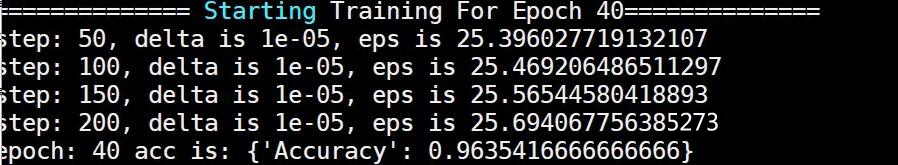 ============== Starting Training For Epoch 40==============
step: 50, delta is 1e-05, eps is 25.396027719132107
step: 100, delta is 1e-05, eps is 25.469206486511297
step: 150, delta is 1e-05, eps is 25.56544580418893
step: 200, delta is 1e-05, eps is 25.694067756385273
epoch: 40 acc is: {'Accuracy': 0.9635416666666666}